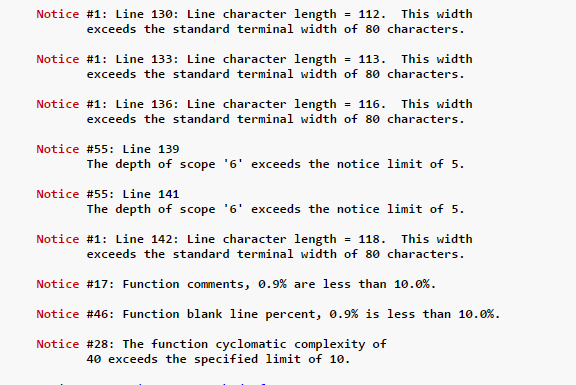 Notice #1: Line 130: Line character length = 112.  This width
exceeds the standard terminal width of 80 characters.
Notice #1: Line 133: Line character length = 113.  This width
exceeds the standard terminal width of 80 characters.
Notice #1: Line 136: Line character length = 116.  This width
exceeds the standard terminal width of 80 characters.
Notice #55: Line 139
The depth of scope '6' exceeds the notice limit of 5.
Notice #55: Line 141
The depth of scope '6' exceeds the notice limit of 5.
Notice #1: Line 142: Line character length = 118.  This width
exceeds the standard terminal width of 80 characters.
Notice #17: Function comments, 0.9% are less than 10.0%.
Notice #46: Function blank line percent, 0.9% is less than 10.0%.
Notice #28: The function cyclomatic complexity of
40 exceeds the specified limit of 10.